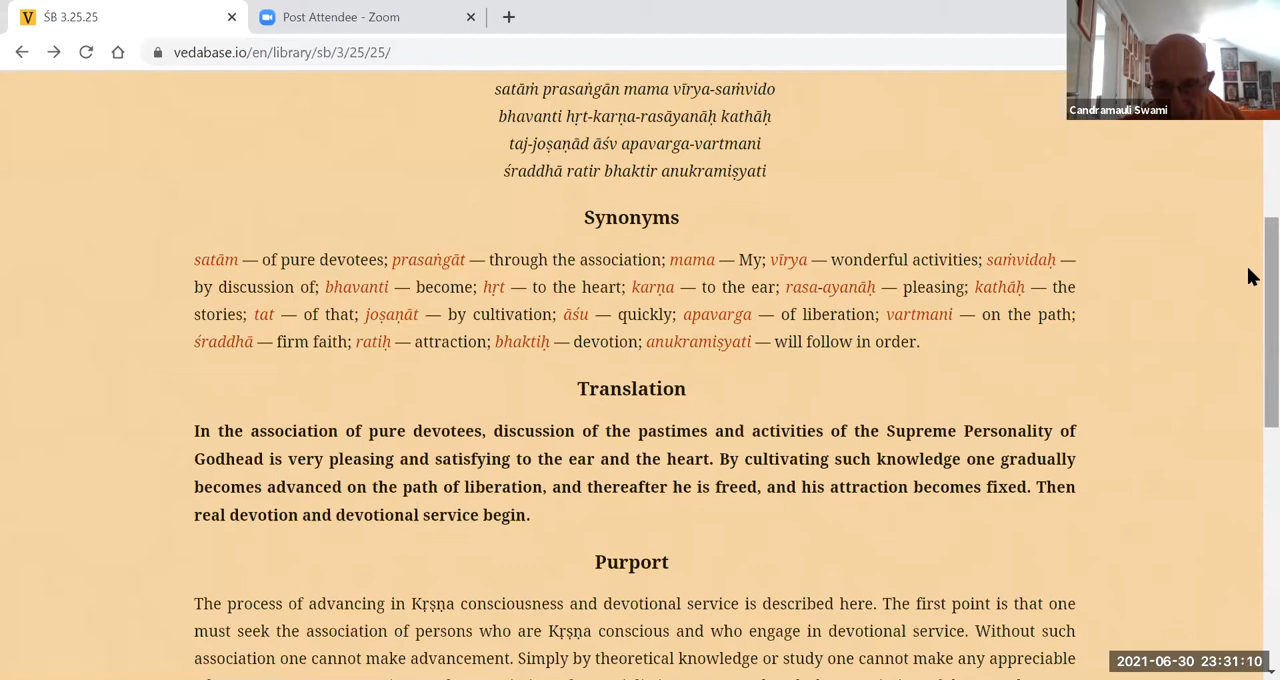 ŚB 3.25.25
Post Attendee - Zoom
vedabase.io/en/library/sb/3/25/25/
Candramauli Swami
satāṁ prasaṅgān mama vīrya-saṁvido
bhavanti hṛt-karṇa-rasāyanāḥ kathāḥ
taj-joṣaṇād āśv apavarga-vartmani
śraddhā ratir bhaktir anukramiṣyati
Synonyms
satām — of pure devotees; prasaṅgāt — through the association; mama — My; vīrya — wonderful activities; saṁvidaḥ —
by discussion of; bhavanti — become; hṛt — to the heart; karṇa — to the ear; rasa-ayanāḥ — pleasing; kathāḥ — the
stories; tat — of that; joṣaṇāt — by cultivation; āśu — quickly; apavarga — of liberation; vartmani — on the path;
śraddhā — firm faith; ratiḥ — attraction; bhaktiḥ — devotion; anukramiṣyati — will follow in order.
Translation
In the association of pure devotees, discussion of the pastimes and activities of the Supreme Personality of
Godhead is very pleasing and satisfying to the ear and the heart. By cultivating such knowledge one gradually
becomes advanced on the path of liberation, and thereafter he is freed, and his attraction becomes fixed. Then
real devotion and devotional service begin.
Purport
The process of advancing in Kṛṣṇa consciousness and devotional service is described here. The first point is that one
must seek the association of persons who are Kṛṣṇa conscious and who engage in devotional service. Without such
association one cannot make advancement. Simply by theoretical knowledge or study one cannot make any appreciable
2021-06-30 23:31:10